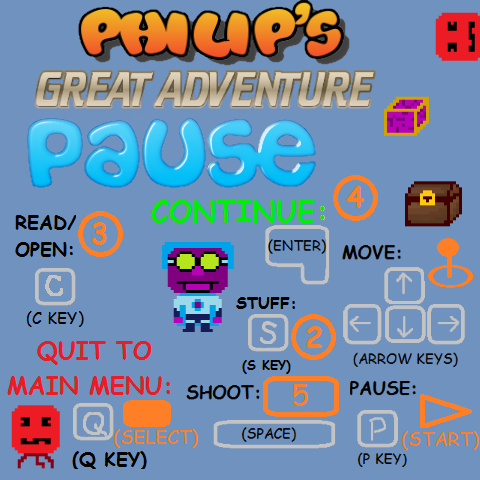 PHILIP'S
GREAT ADVENTURE
Pause
CONTINUE: 4
(ENTER)
READ/
OPEN: 3
C
(C KEY)
MOVE:
↑
← ↓ →
(ARROW KEYS)
STUFF:
S 2
(S KEY)
QUIT TO
MAIN MENU:
Q (SELECT)
(Q KEY)
SHOOT: 5
(SPACE)
PAUSE:
P (START)
(P KEY)